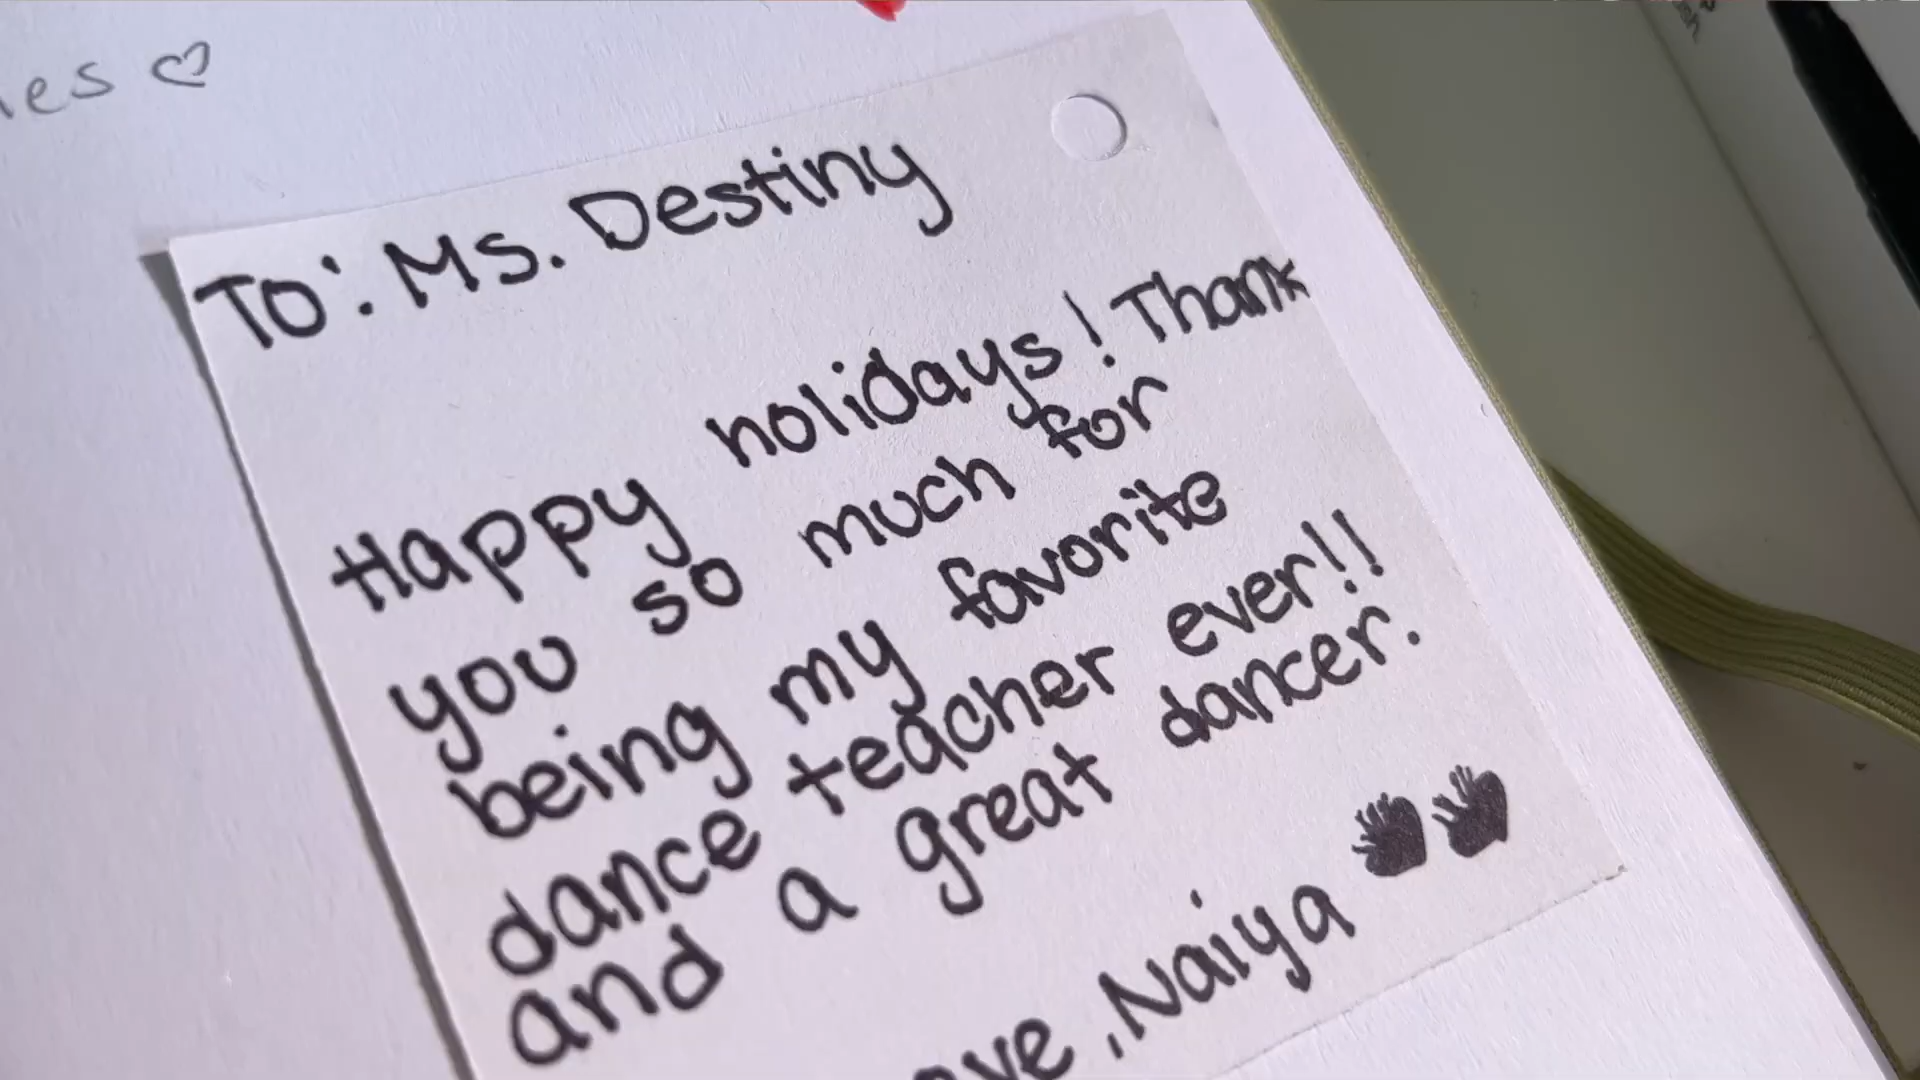 To: Ms. Destiny
Happy holidays! Thank
you so much for
being my favorite
dance teacher ever!!
and a great dancer.
Naiya